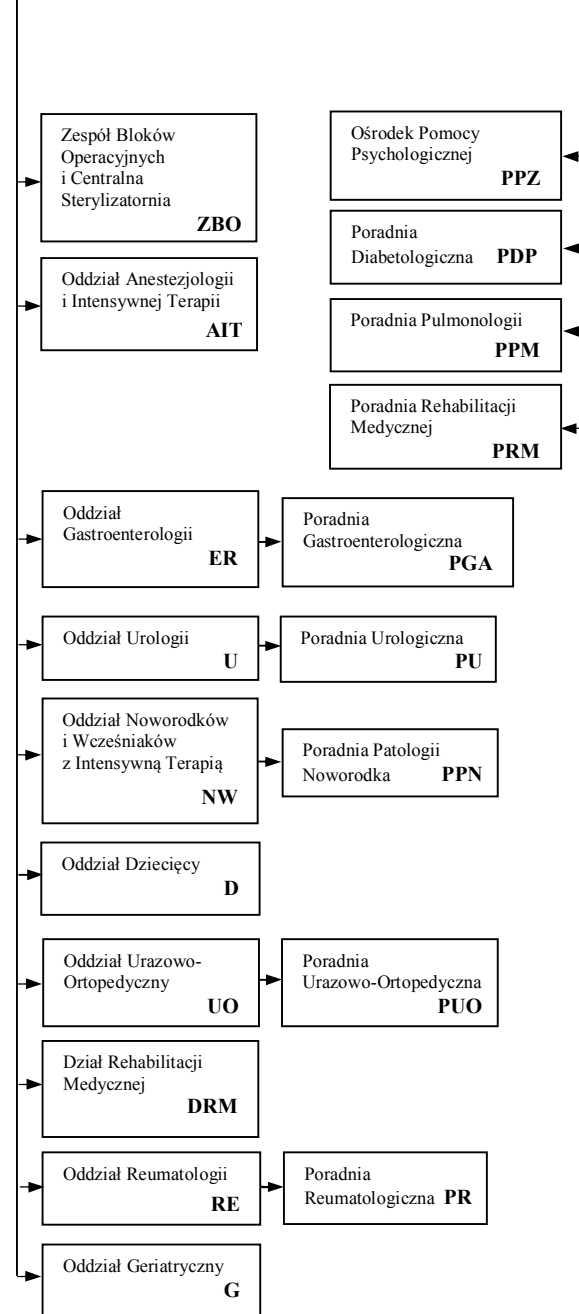 Zespół Bloków
Operacyjnych
i Centralna
Sterylizatornia
ZBO
Oddział Anestezjologii
i Intensywnej Terapii
AIT
Ośrodek Pomocy
Psychologicznej
PPZ
Poradnia
Diabetologiczna PDP
Poradnia Pulmonologii
PPM
Poradnia Rehabilitacji
Medycznej
PRM
Oddział
Gastroenterologii
ER
Poradnia
Gastroenterologiczna
PGA
Oddział Urologii
U
Poradnia Urologiczna
PU
Oddział Noworodków
i Wcześniaków
z Intensywną Terapią
NW
Poradnia Patologii
Noworodka PPN
Oddział Dziecięcy
D
Oddział Urazowo-
Ortopedyczny
UO
Poradnia
Urazowo-Ortopedyczna
PUO
Dział Rehabilitacji
Medycznej
DRM
Oddział Reumatologii
RE
Poradnia
Reumatologiczna PR
Oddział Geriatryczny
G